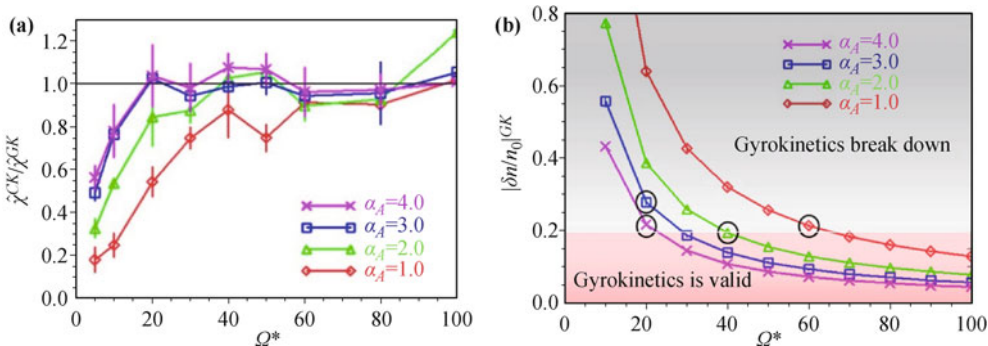 (a)
χ̂^CK/χ̂^GK
1.2
1.0
0.8
0.6
0.4
0.2
0.0
0 20 40 60 80 100
Ω*
α_A=4.0
α_A=3.0
α_A=2.0
α_A=1.0
(b)
|δn/n_0|^GK
0.8
0.6
0.4
0.2
0.0
0 20 40 60 80 100
Ω*
α_A=4.0
α_A=3.0
α_A=2.0
α_A=1.0
Gyrokinetics break down
Gyrokinetics is valid